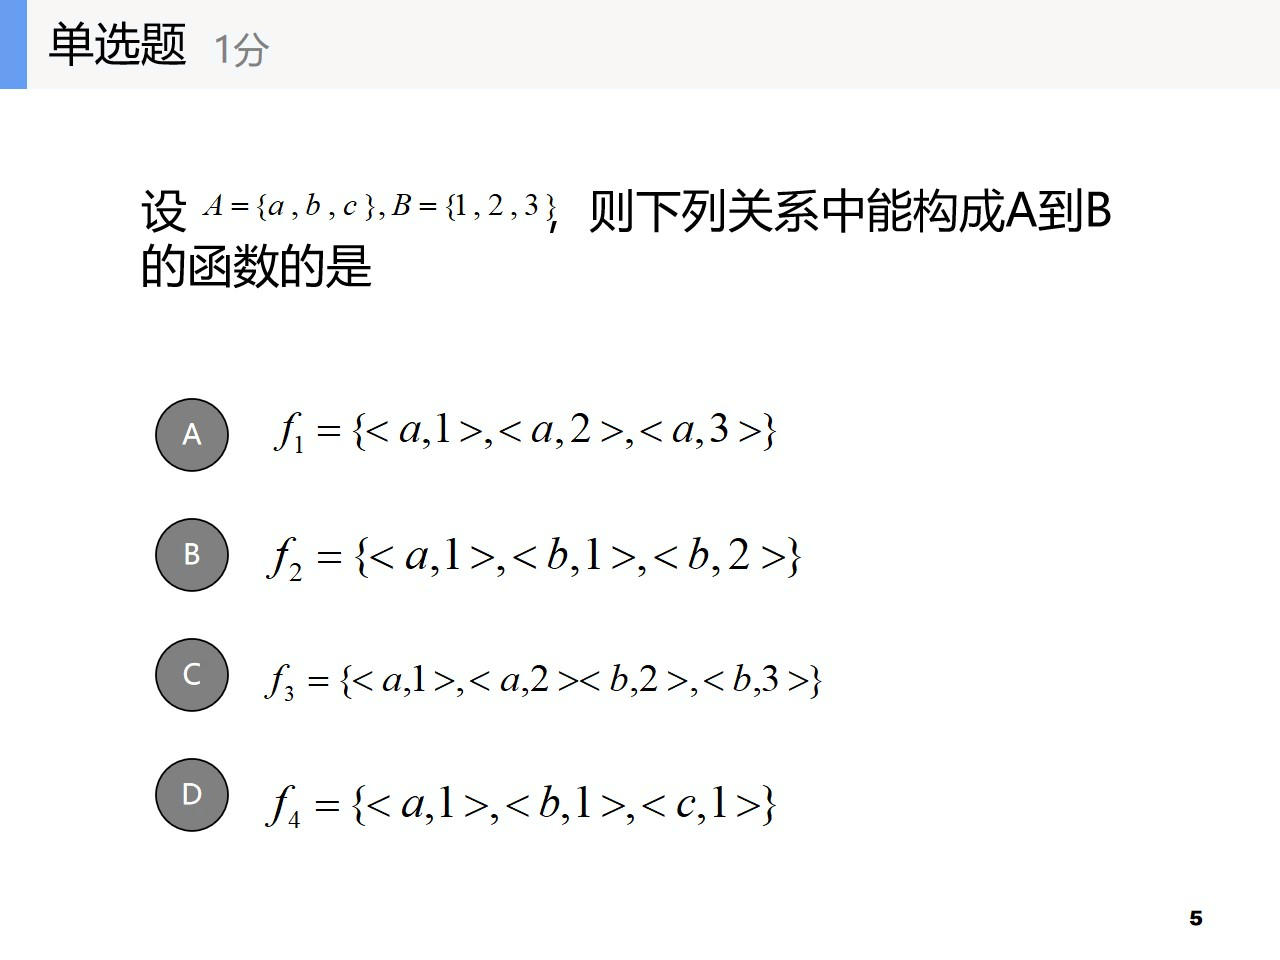 单选题 1分
设 A = {a , b , c }, B = {1 , 2 , 3 }, 则下列关系中能构成A到B
的函数的是
A f₁ = {< a,1 >,< a,2 >,< a,3 >}
B f₂ = {< a,1 >,< b,1 >,< b,2 >}
C f₃ = {< a,1 >,< a,2 >< b,2 >,< b,3 >}
D f₄ = {< a,1 >,< b,1 >,< c,1 >}
5